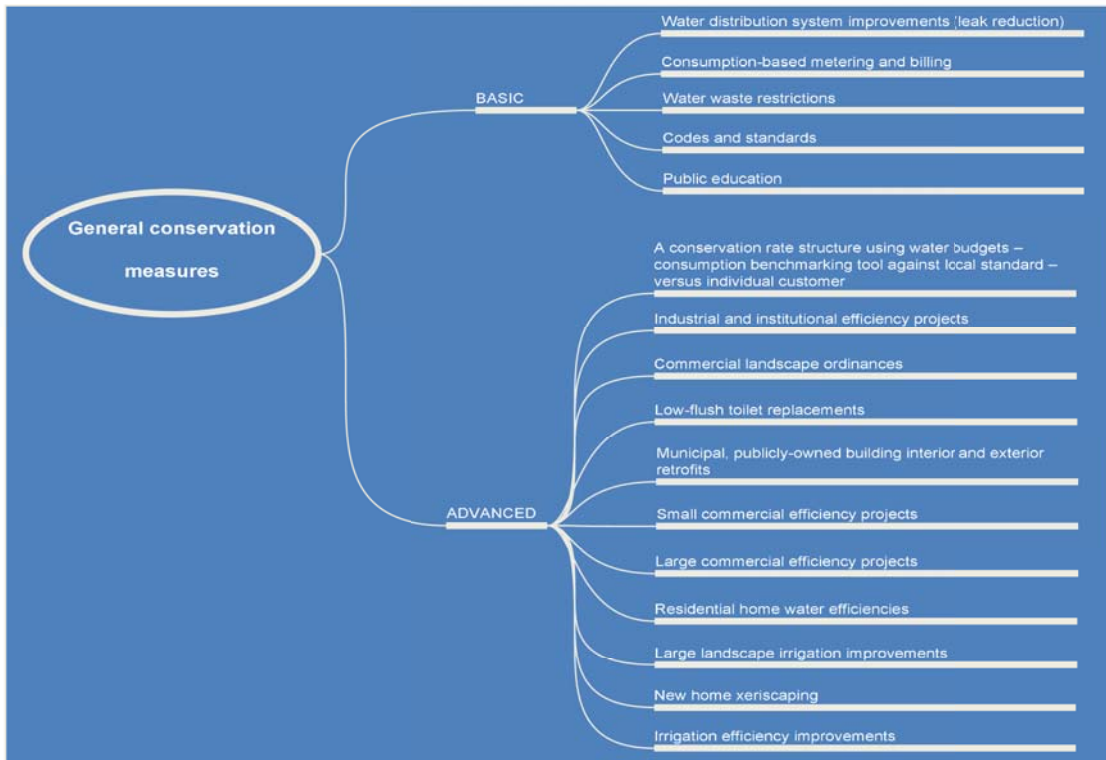 General conservation
measures
BASIC
Water distribution system improvements (leak reduction)
Consumption-based metering and billing
Water waste restrictions
Codes and standards
Public education
ADVANCED
A conservation rate structure using water budgets –
consumption benchmarking tool against local standard –
versus individual customer
Industrial and institutional efficiency projects
Commercial landscape ordinances
Low-flush toilet replacements
Municipal, publicly-owned building interior and exterior
retrofits
Small commercial efficiency projects
Large commercial efficiency projects
Residential home water efficiencies
Large landscape irrigation improvements
New home xeriscaping
Irrigation efficiency improvements